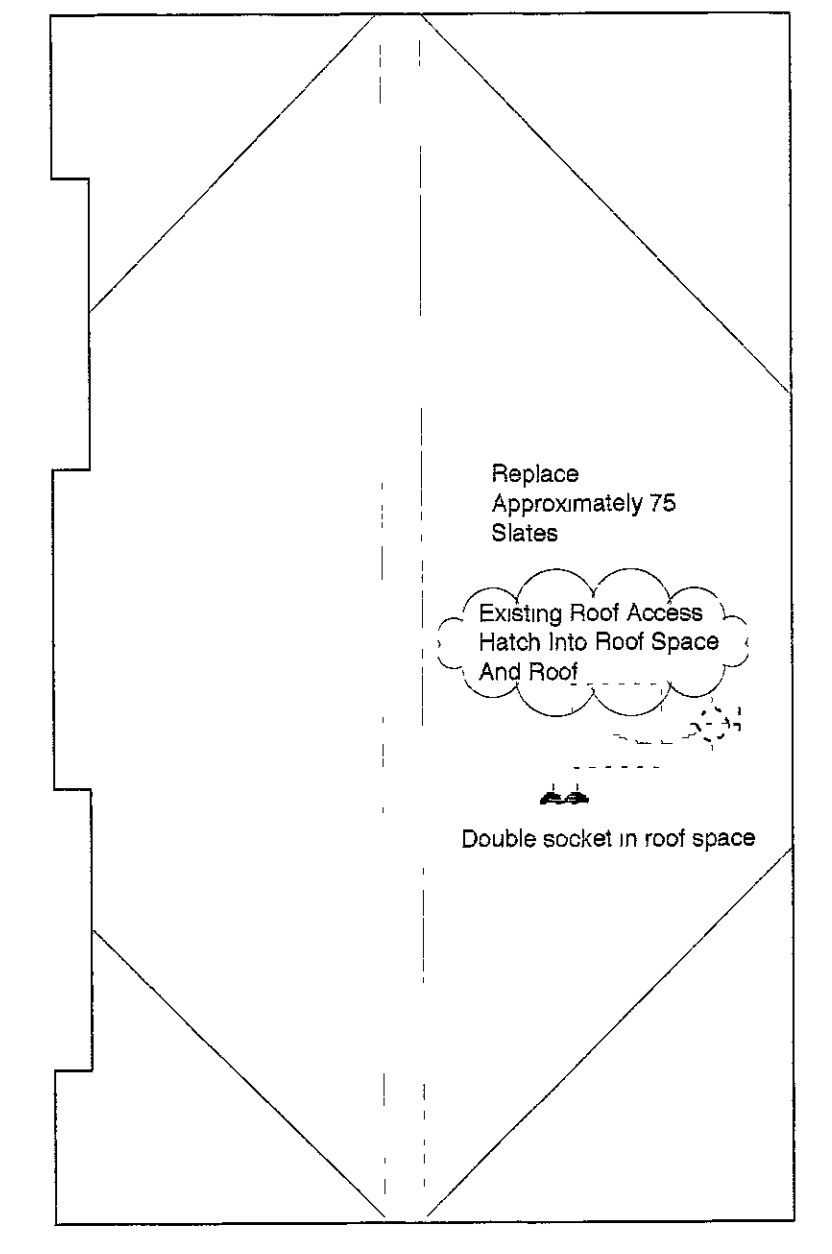 Replace
Approximately 75
Slates
Existing Roof Access
Hatch Into Roof Space
And Roof
Double socket in roof space